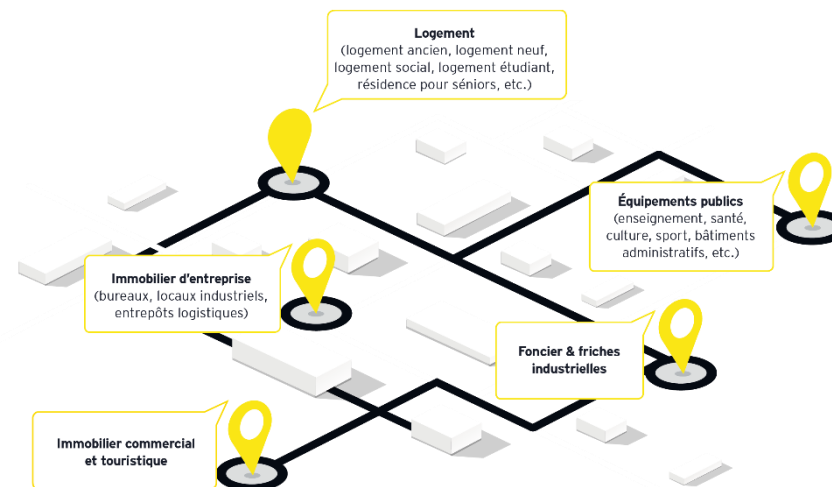 Logement
(logement ancien, logement neuf,
logement social, logement étudiant,
résidence pour séniors, etc.)
Équipements publics
(enseignement, santé,
culture, sport, bâtiments
administratifs, etc.)
Immobilier d'entreprise
(bureaux, locaux industriels,
entrepôts logistiques)
Foncier & friches
industrielles
Immobilier commercial
et touristique